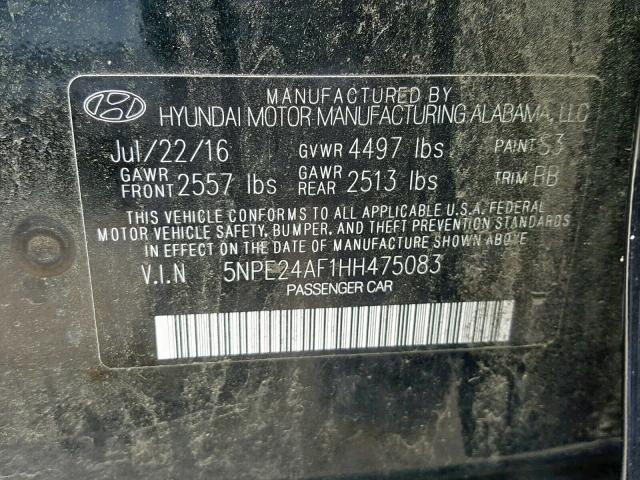 MANUFACTURED BY
HYUNDAI MOTOR MANUFACTURING ALABAMA, LLC
Jul/22/16 GVWR 4497 lbs PAINT S3
GAWR FRONT 2557 lbs GAWR REAR 2513 lbs TRIM BB
THIS VEHICLE CONFORMS TO ALL APPLICABLE U.S.A. FEDERAL
MOTOR VEHICLE SAFETY, BUMPER, AND THEFT PREVENTION STANDARDS
IN EFFECT ON THE DATE OF MANUFACTURE SHOWN ABOVE.
V.I.N 5NPE24AF1HH475083
PASSENGER CAR